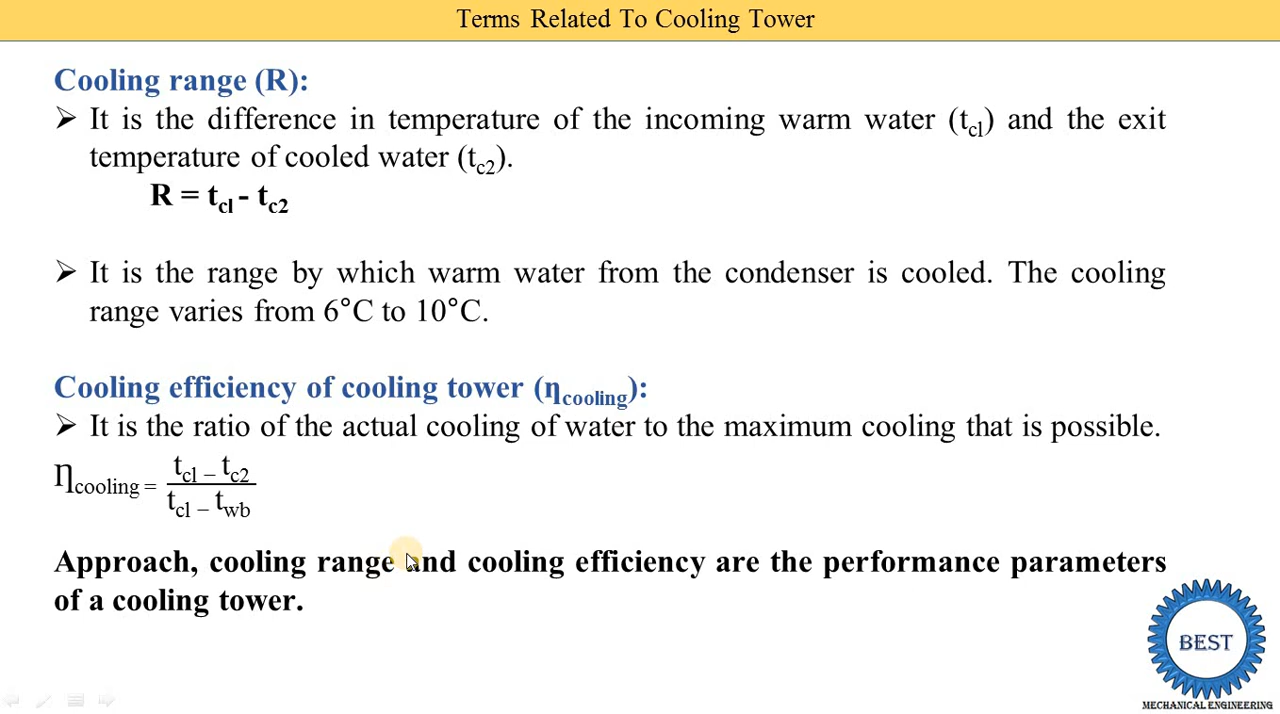 Terms Related To Cooling Tower
Cooling range (R):
➢ It is the difference in temperature of the incoming warm water (tcl) and the exit
temperature of cooled water (tc2).
R = tcl - tc2
➢ It is the range by which warm water from the condenser is cooled. The cooling
range varies from 6°C to 10°C.
Cooling efficiency of cooling tower (ηcooling):
➢ It is the ratio of the actual cooling of water to the maximum cooling that is possible.
Ƞcooling = tcl – tc2
tcl – twb
Approach, cooling range and cooling efficiency are the performance parameters
of a cooling tower.
BEST
MECHANICAL ENGINEERING